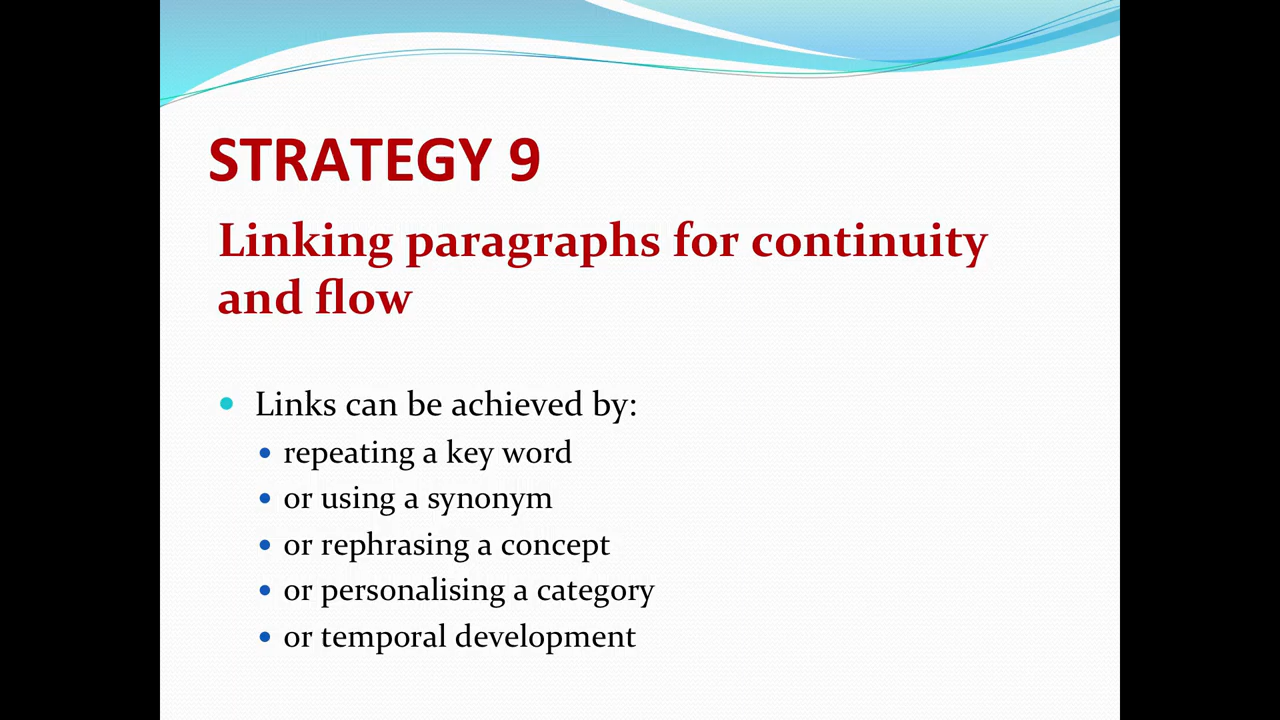 STRATEGY 9
Linking paragraphs for continuity
and flow
Links can be achieved by:
repeating a key word
or using a synonym
or rephrasing a concept
or personalising a category
or temporal development